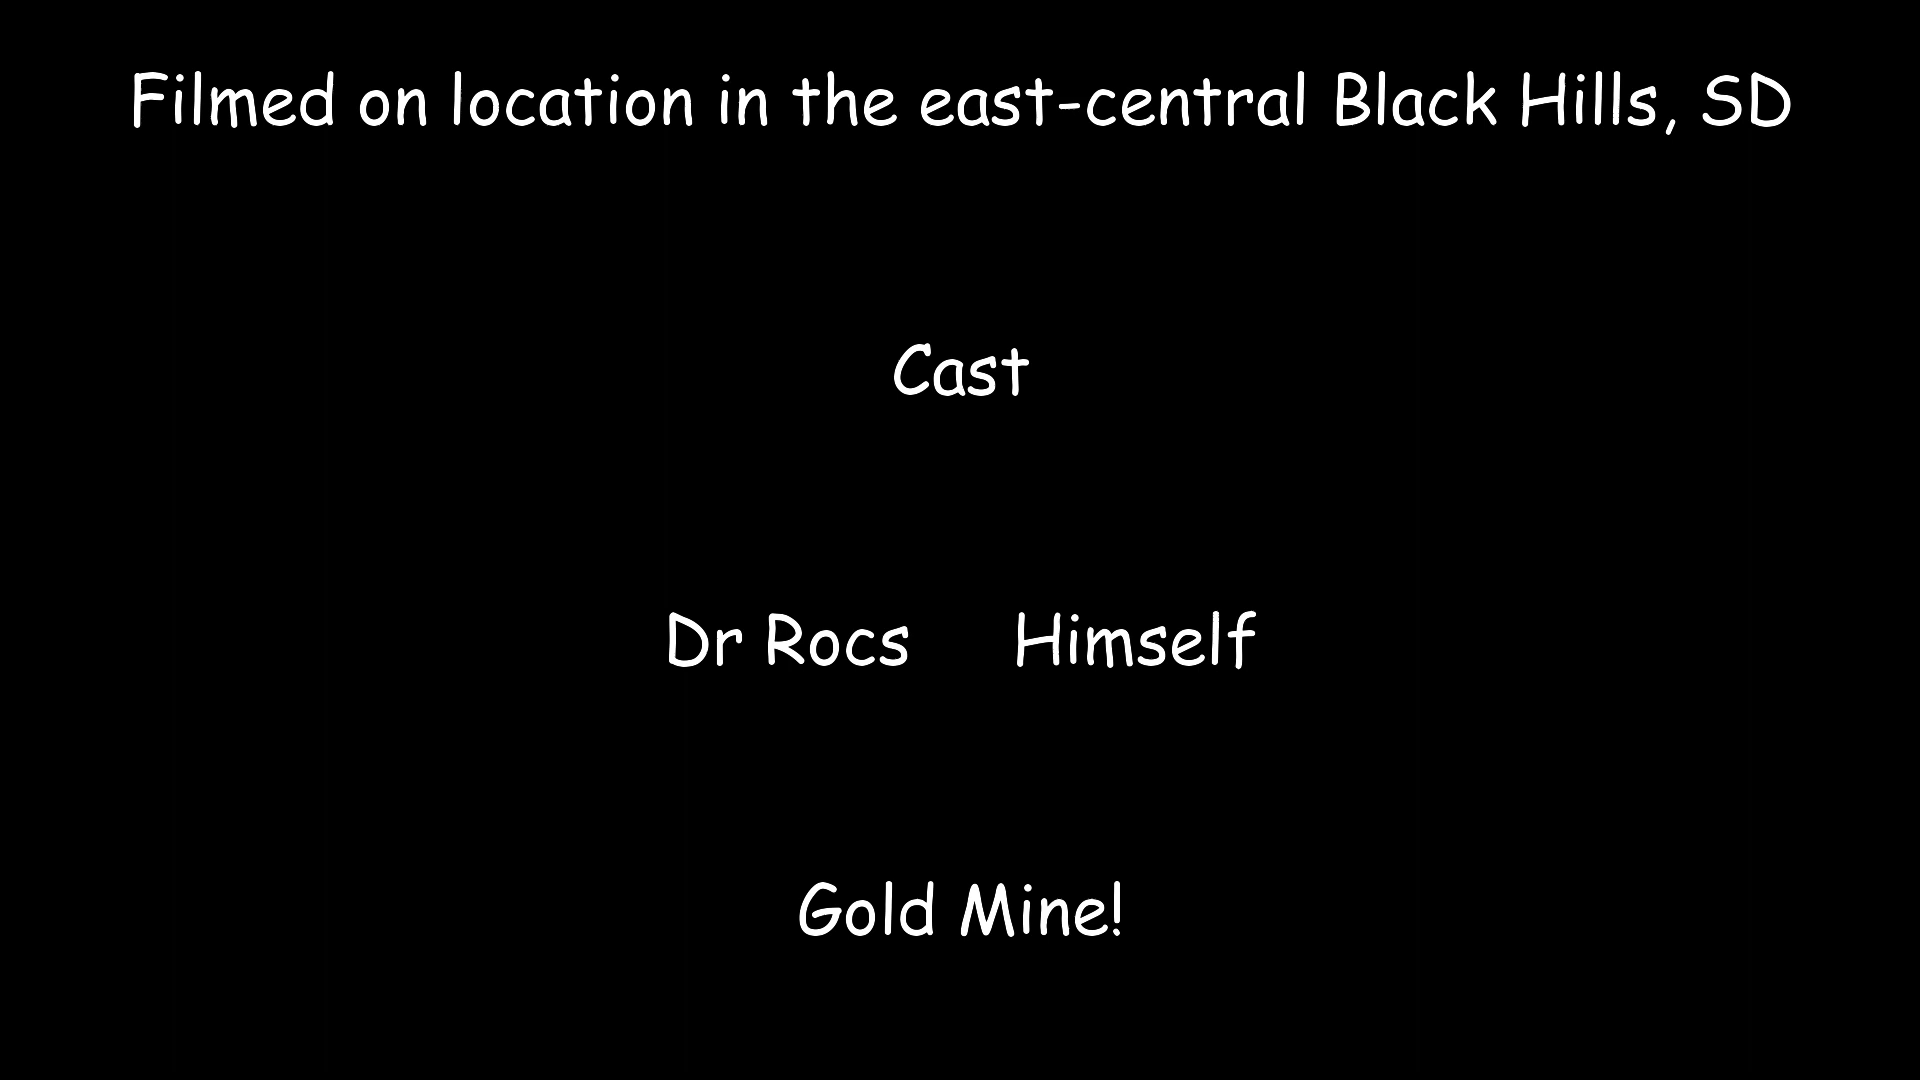 Filmed on location in the east-central Black Hills, SD
Cast
Dr Rocs Himself
Gold Mine!